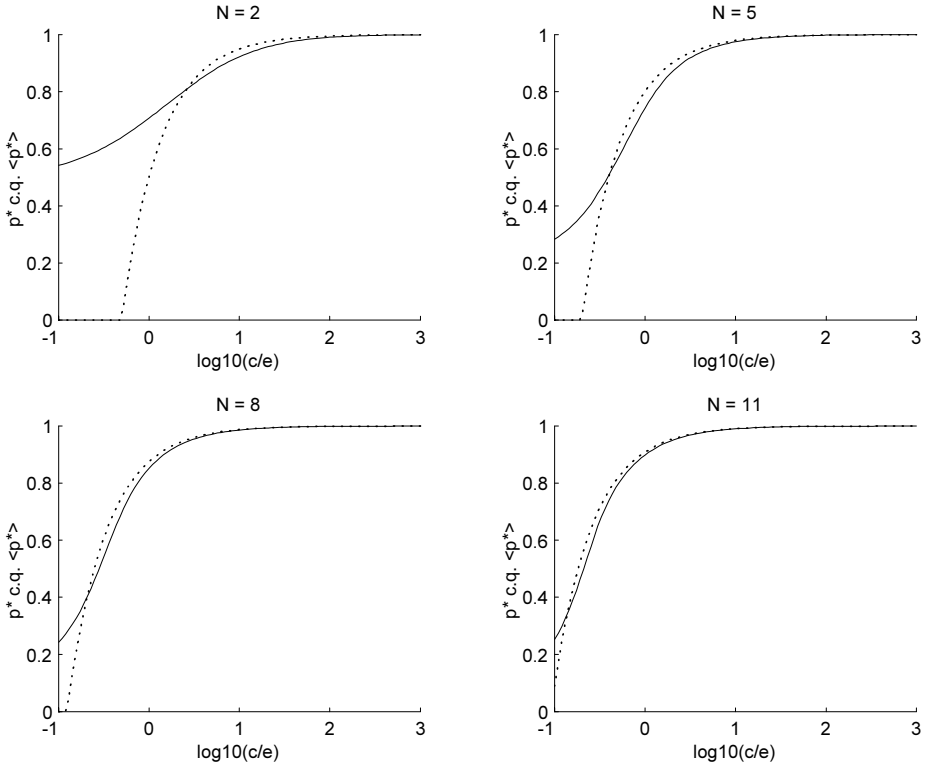 N = 2
1
0.8
0.6
0.4
0.2
0
p* c.q. <p*>
-1 0 1 2 3
log10(c/e)
N = 5
1
0.8
0.6
0.4
0.2
0
p* c.q. <p*>
-1 0 1 2 3
log10(c/e)
N = 8
1
0.8
0.6
0.4
0.2
0
p* c.q. <p*>
-1 0 1 2 3
log10(c/e)
N = 11
1
0.8
0.6
0.4
0.2
0
p* c.q. <p*>
-1 0 1 2 3
log10(c/e)